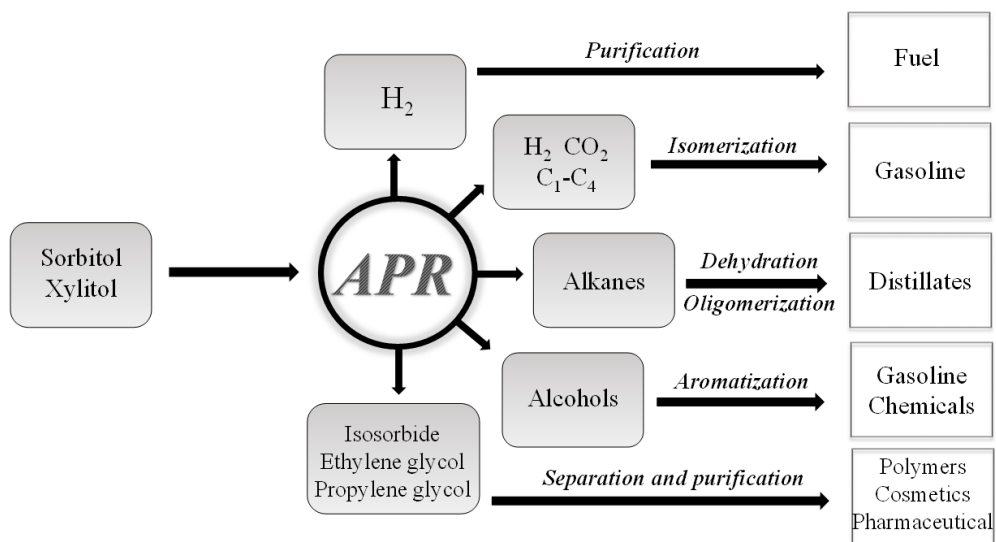 Purification
Fuel
H₂
H₂ CO₂
C₁-C₄
Isomerization
Gasoline
Sorbitol
Xylitol
APR
Alkanes
Dehydration
Oligomerization
Distillates
Alcohols
Aromatization
Gasoline
Chemicals
Isosorbide
Ethylene glycol
Propylene glycol
Separation and purification
Polymers
Cosmetics
Pharmaceutical